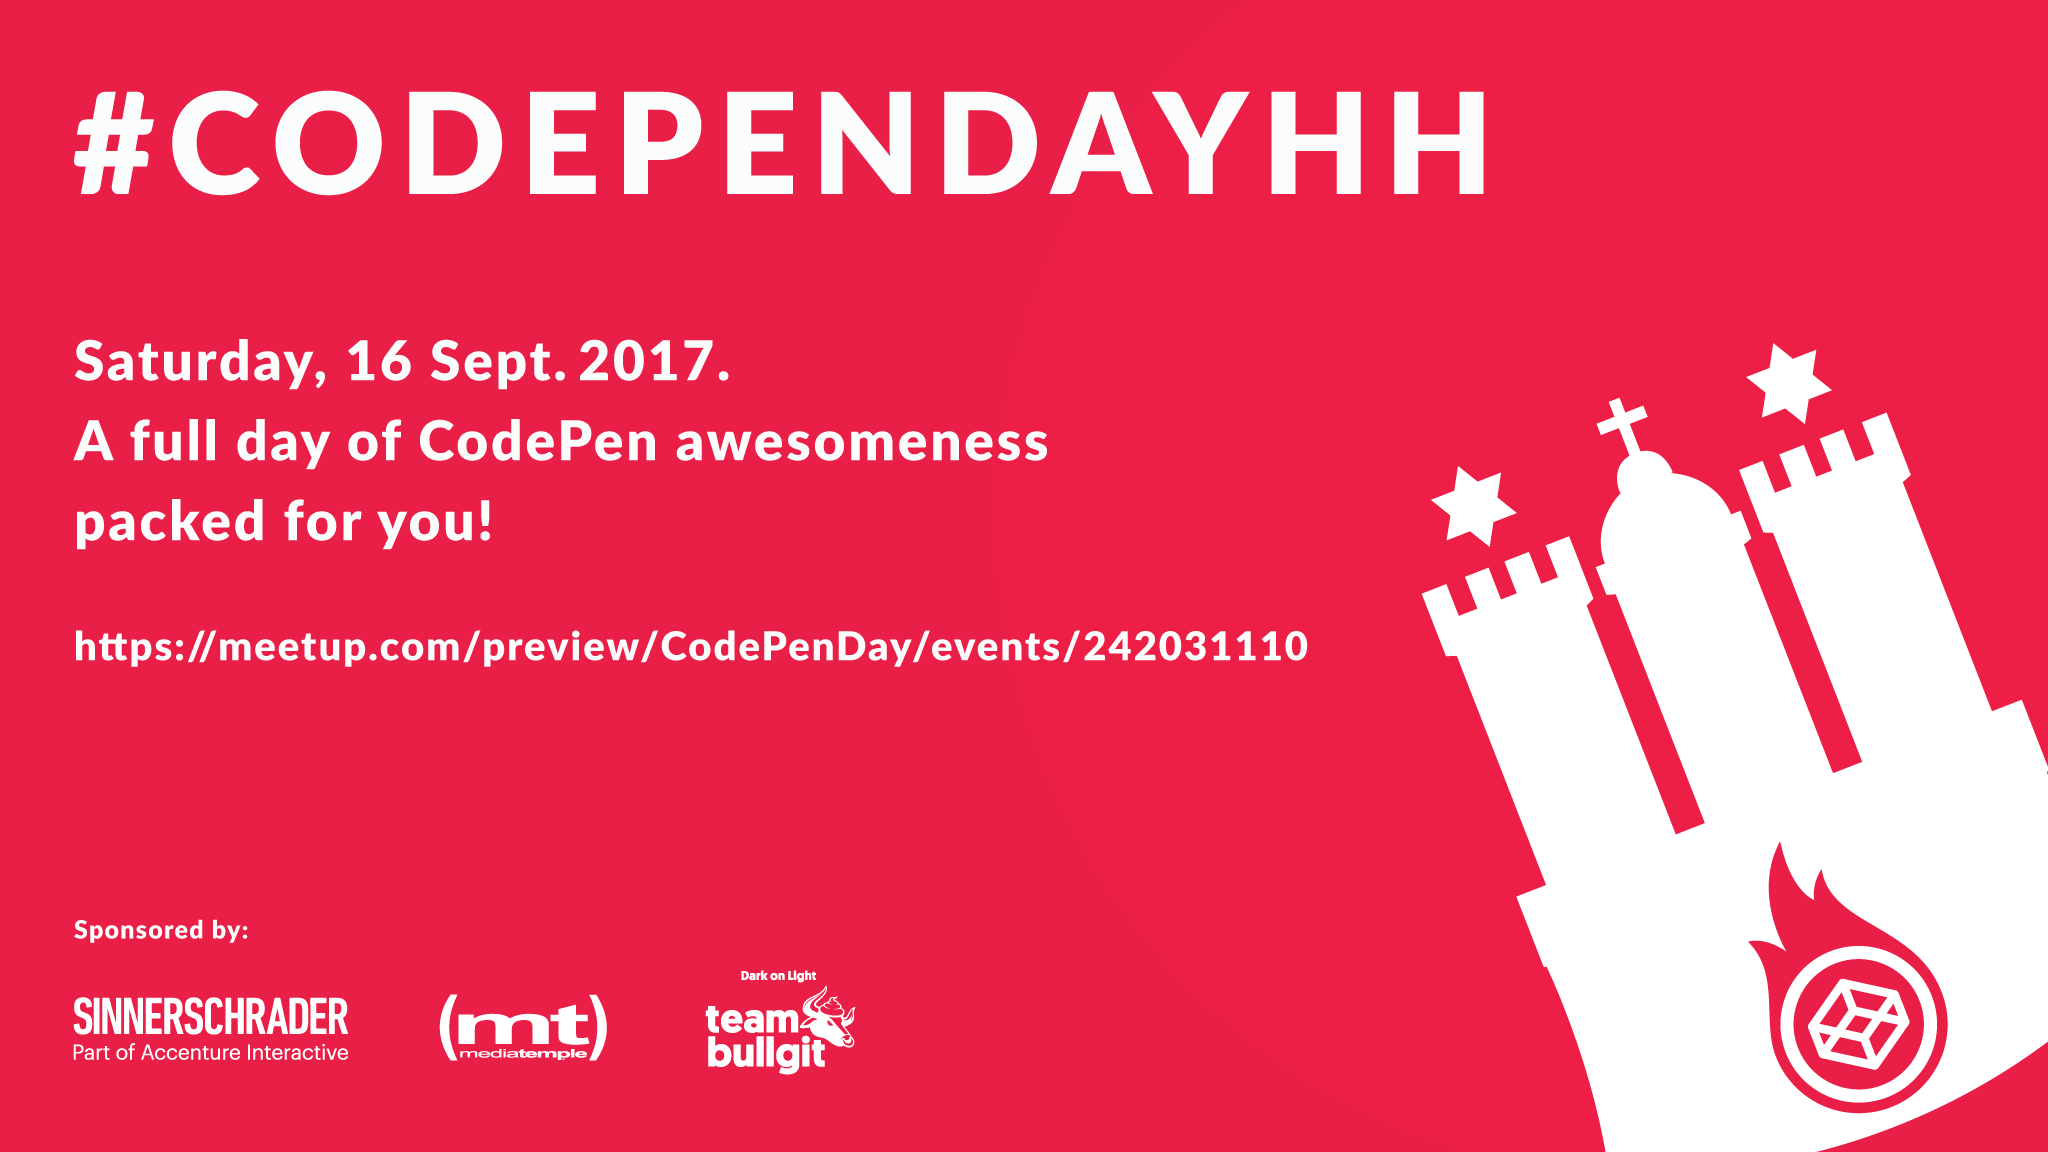 #CODEPENDAYHH
Saturday, 16 Sept. 2017.
A full day of CodePen awesomeness
packed for you!
https://meetup.com/preview/CodePenDay/events/242031110
Sponsored by:
SINNERSCHRADER
Part of Accenture Interactive
(mt)
mediatemple
Dark on Light
team
bullgit